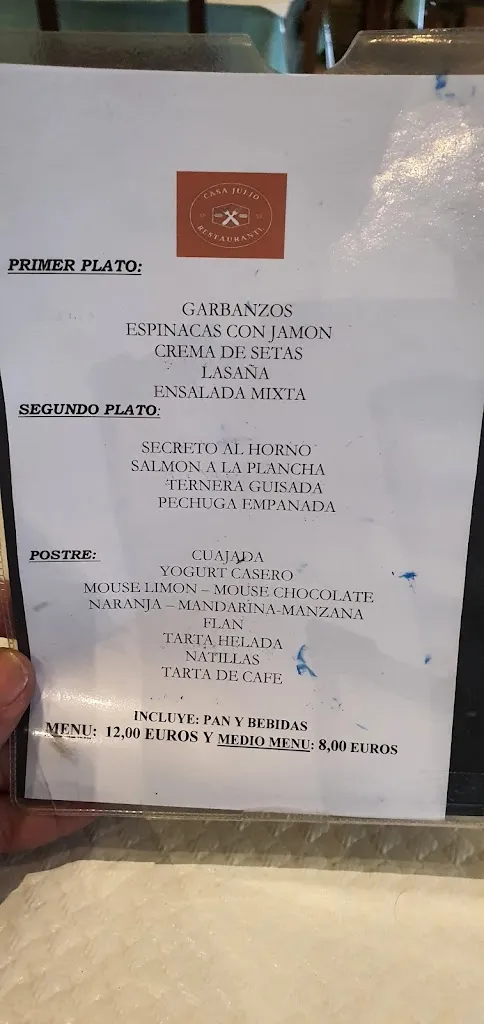 CASA JULIO
RESTAURANTE
PRIMER PLATO:
GARBANZOS
ESPINACAS CON JAMON
CREMA DE SETAS
LASAÑA
ENSALADA MIXTA
SEGUNDO PLATO:
SECRETO AL HORNO
SALMON A LA PLANCHA
TERNERA GUISADA
PECHUGA EMPANADA
POSTRE: CUAJADA
YOGURT CASERO
MOUSE LIMON – MOUSE CHOCOLATE
NARANJA – MANDARINA-MANZANA
FLAN
TARTA HELADA
NATILLAS
TARTA DE CAFE
INCLUYE: PAN Y BEBIDAS
MENU: 12,00 EUROS Y MEDIO MENU: 8,00 EUROS